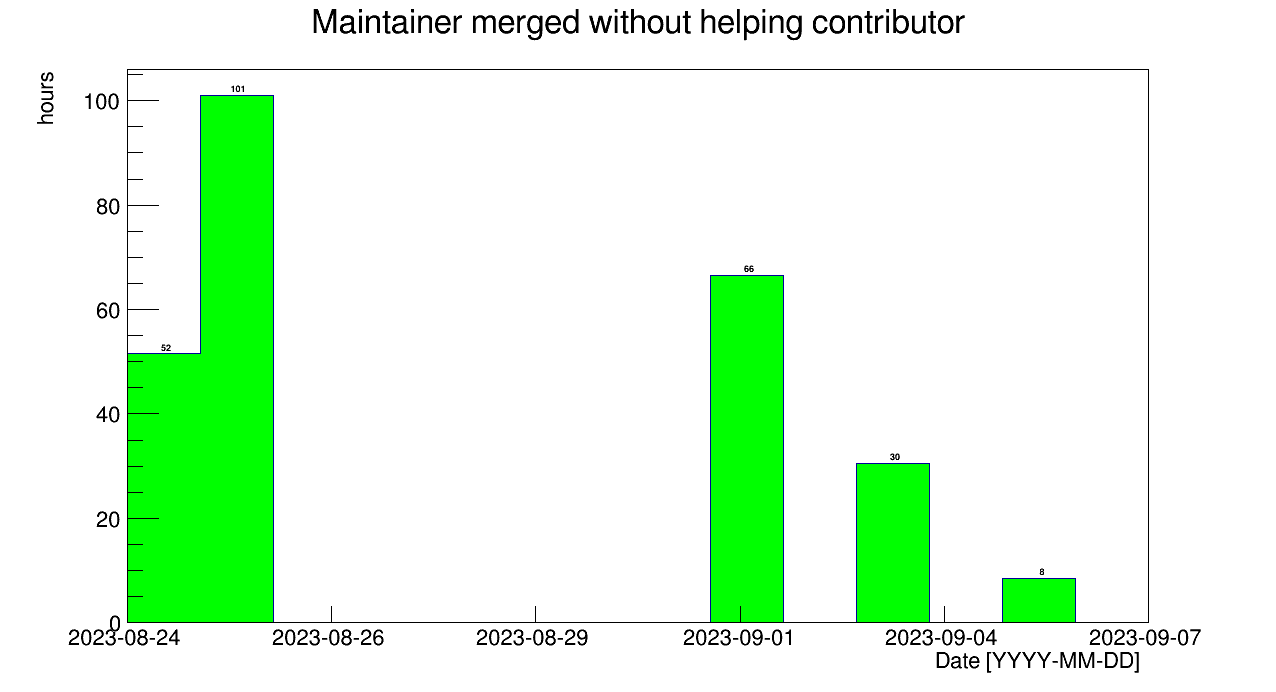 Maintainer merged without helping contributor
hours
100
80
60
40
20
0
101
52
66
30
8
2023-08-24 2023-08-26 2023-08-29 2023-09-01 2023-09-04 2023-09-07
Date [YYYY-MM-DD]